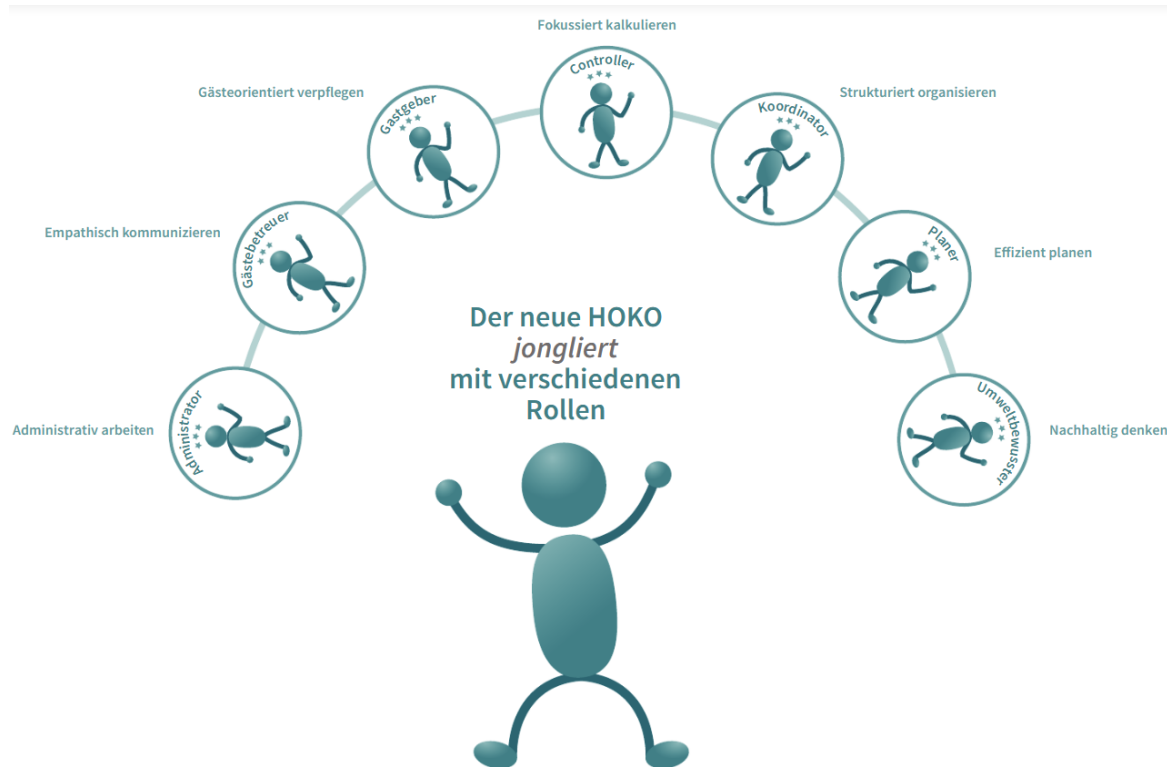 Fokussiert kalkulieren
Controller
Gästeorientiert verpflegen
Gastgeber
Strukturiert organisieren
Koordinator
Empathisch kommunizieren
Gästebetreuer
Effizient planen
Planer
Der neue HOKO
jongliert
mit verschiedenen
Rollen
Administrativ arbeiten
Administrator
Nachhaltig denken
Umweltbewusster